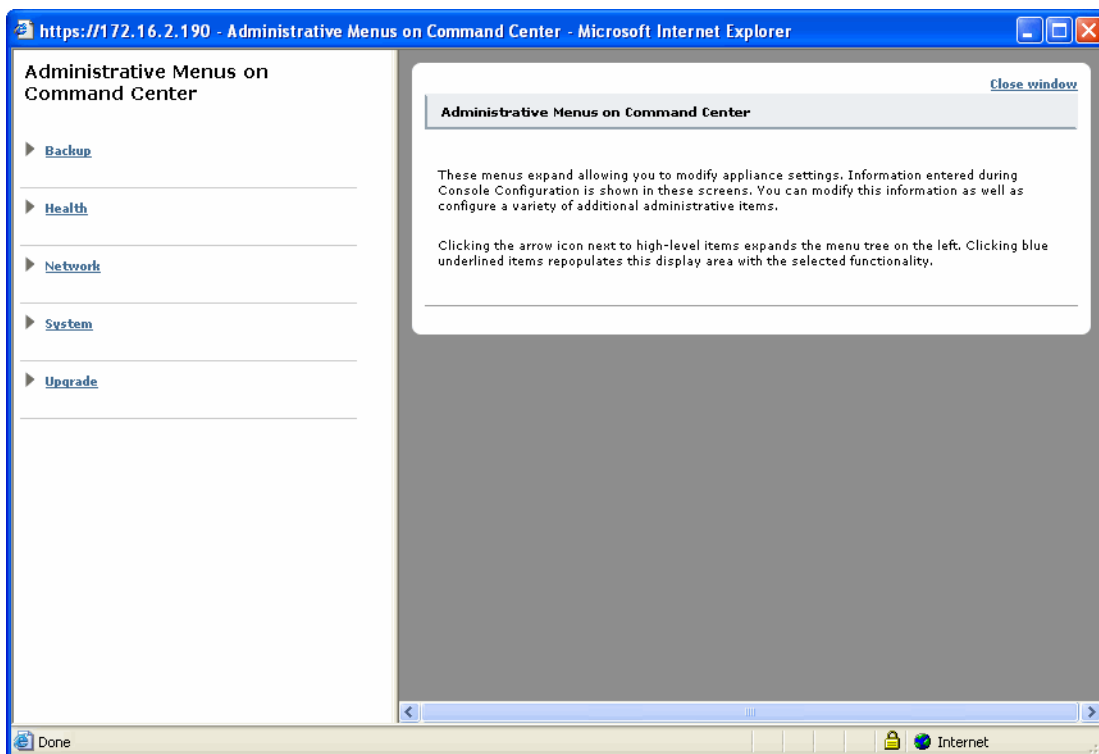 https://172.16.2.190 - Administrative Menus on Command Center - Microsoft Internet Explorer
Administrative Menus on
Command Center
Backup
Health
Network
System
Upgrade
Close window
Administrative Menus on Command Center
These menus expand allowing you to modify appliance settings. Information entered during
Console Configuration is shown in these screens. You can modify this information as well as
configure a variety of additional administrative items.
Clicking the arrow icon next to high-level items expands the menu tree on the left. Clicking blue
underlined items repopulates this display area with the selected functionality.
Done
Internet